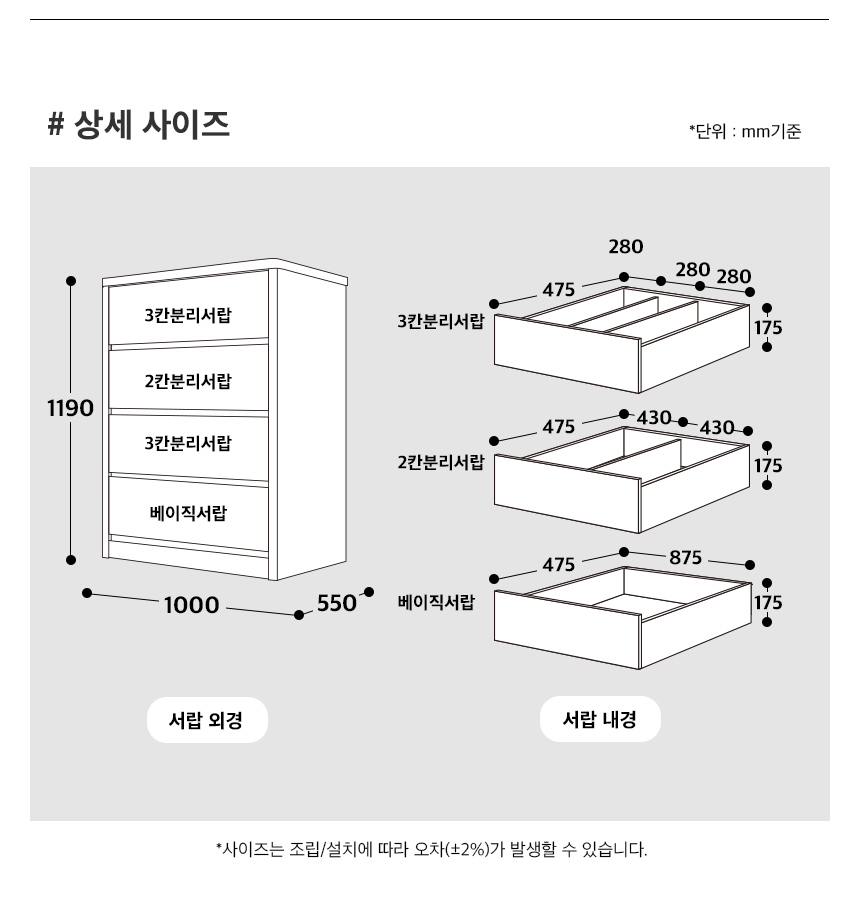 # 상세 사이즈
*단위 : mm기준
3칸분리서랍
2칸분리서랍
3칸분리서랍
베이직서랍
1190
1000
550
서랍 외경
280
475
280
280
3칸분리서랍
175
475
430
430
2칸분리서랍
175
475
875
베이직서랍
175
서랍 내경
*사이즈는 조립/설치에 따라 오차(±2%)가 발생할 수 있습니다.